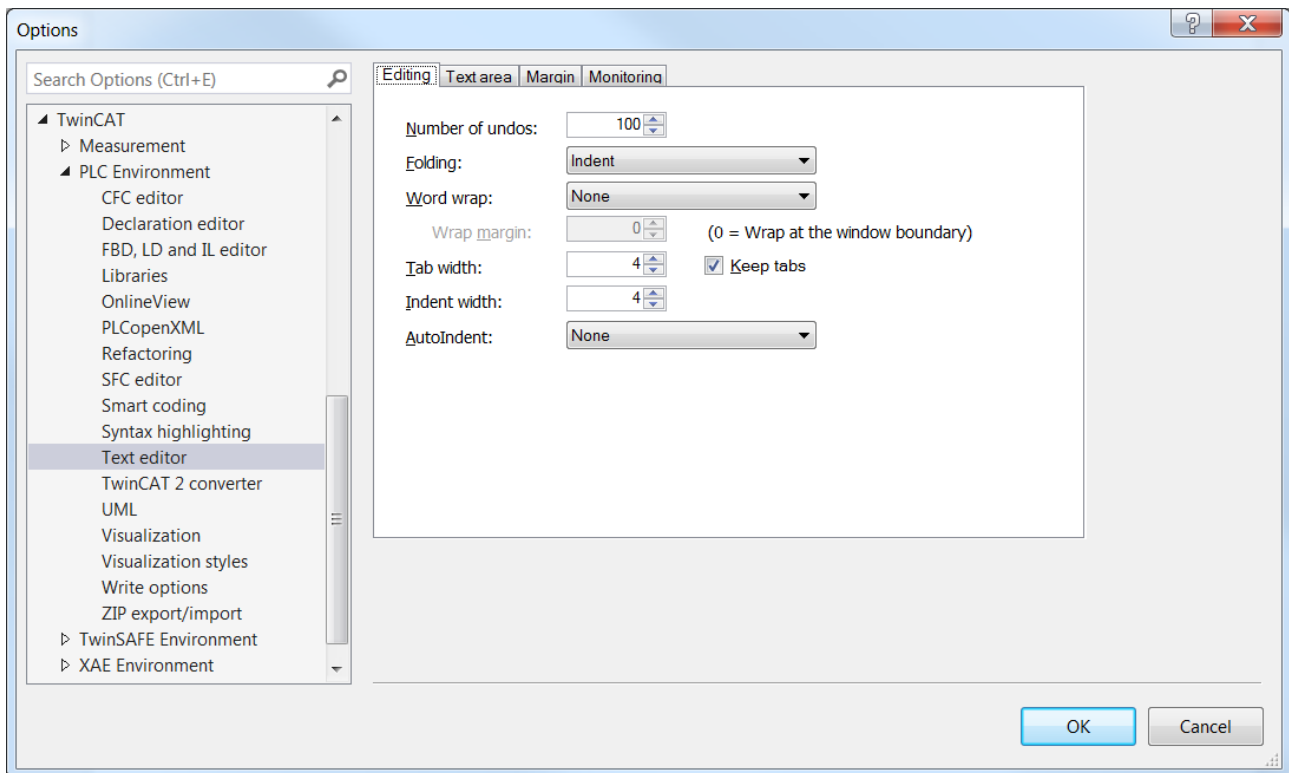 Options
Search Options (Ctrl+E)
TwinCAT
Measurement
PLC Environment
CFC editor
Declaration editor
FBD, LD and IL editor
Libraries
OnlineView
PLCopenXML
Refactoring
SFC editor
Smart coding
Syntax highlighting
Text editor
TwinCAT 2 converter
UML
Visualization
Visualization styles
Write options
ZIP export/import
TwinSAFE Environment
XAE Environment
Editing Text area Margin Monitoring
Number of undos: 100
Folding: Indent
Word wrap: None
Wrap margin: 0 (0 = Wrap at the window boundary)
Tab width: 4 Keep tabs
Indent width: 4
AutoIndent: None
OK Cancel